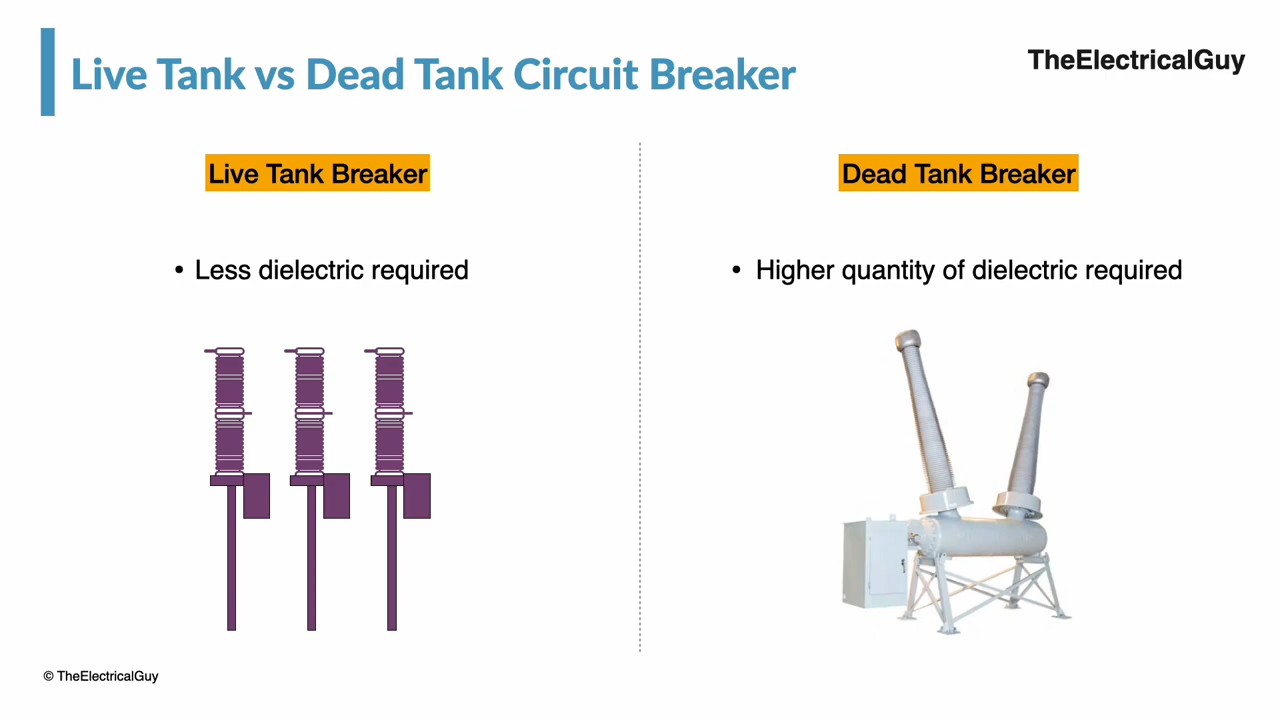 Live Tank vs Dead Tank Circuit Breaker
TheElectricalGuy
Live Tank Breaker
• Less dielectric required
Dead Tank Breaker
• Higher quantity of dielectric required
© TheElectricalGuy